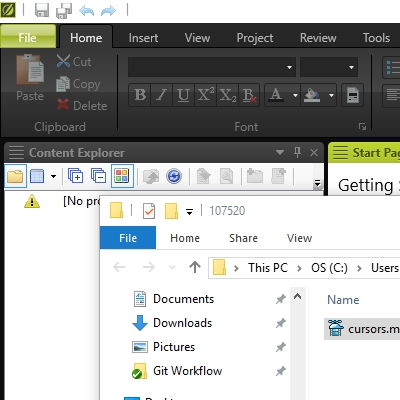 File Home Insert View Project Review Tools
Cut
Copy
Paste Delete
B I U X² X₂ B A
Clipboard Font
Content Explorer Start Pag
Getting
[No pro
107520
File Home Share View
This PC > OS (C:) > Users
Documents
Downloads
Pictures
Git Workflow
Name
cursors.m